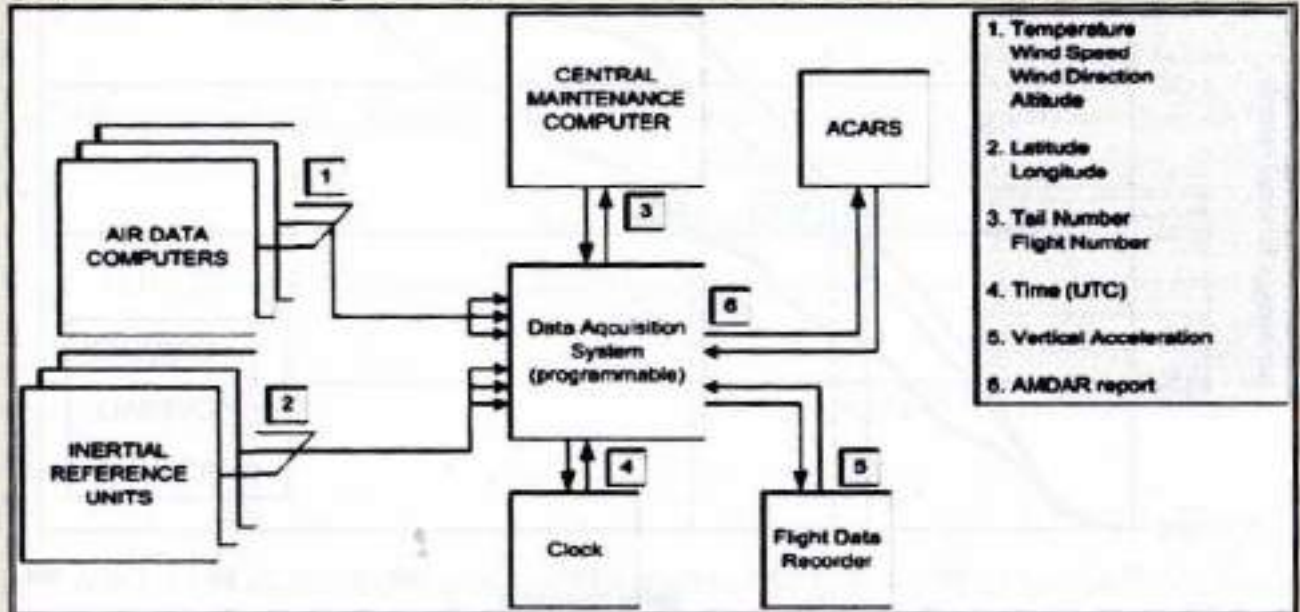 CENTRAL
MAINTENANCE
COMPUTER
ACARS
1. Temperature
Wind Speed
Wind Direction
Altitude
2. Latitude
Longitude
3. Tail Number
Flight Number
4. Time (UTC)
5. Vertical Acceleration
6. AMDAR report
1
3
AIR DATA
COMPUTERS
6
Data Aqcuisition
System
(programmable)
2
INERTIAL
REFERENCE
UNITS
4
5
Clock
Flight Data
Recorder